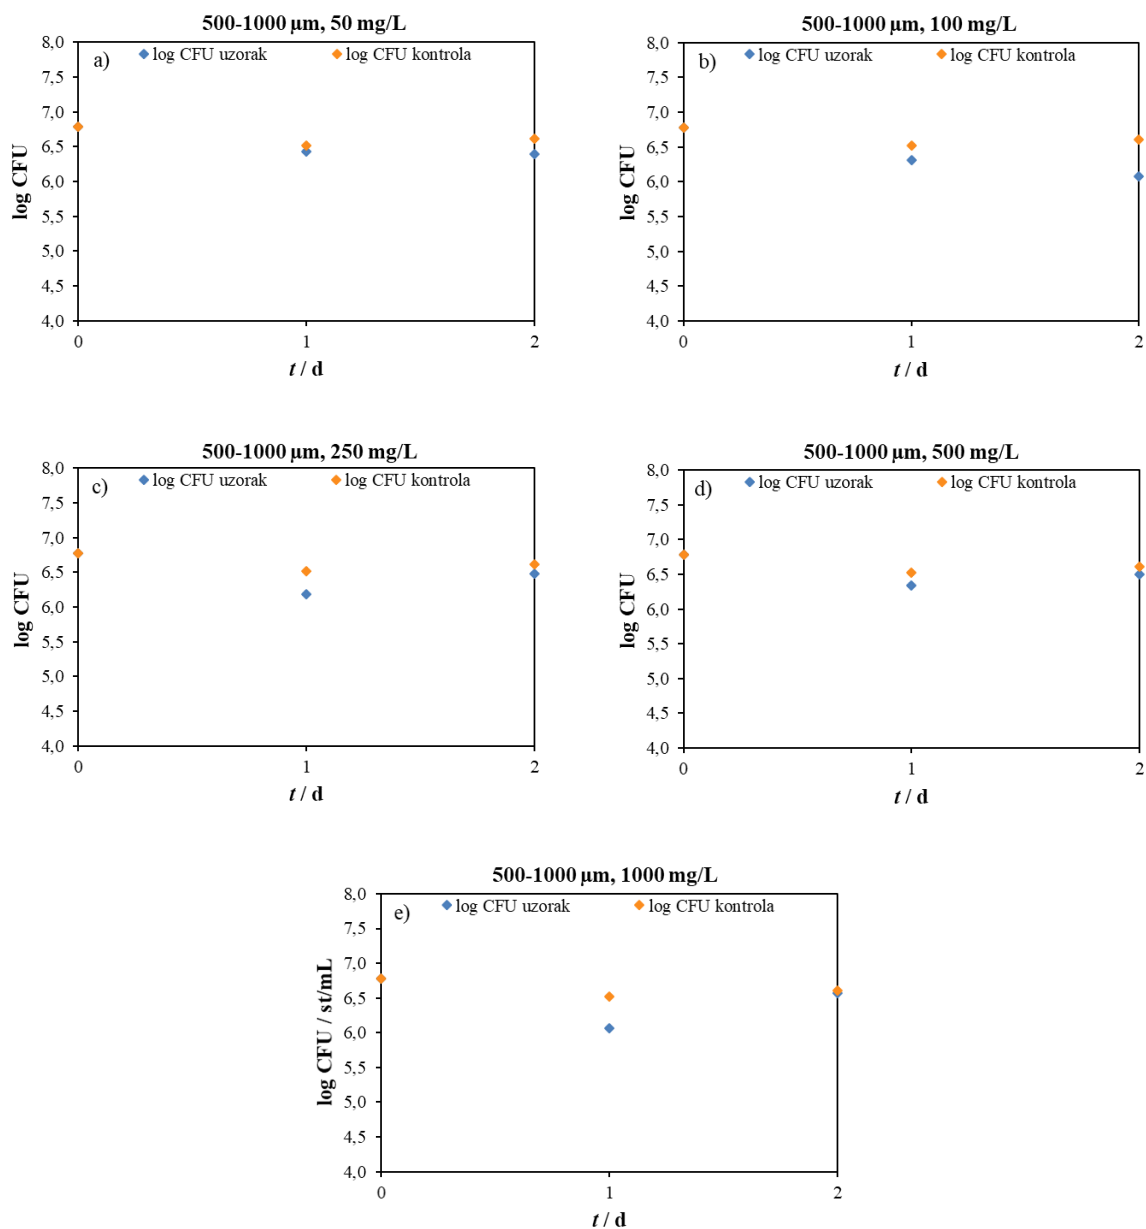 500-1000 µm, 50 mg/L
a)
log CFU uzorak
log CFU kontrola
8,0
7,5
7,0
6,5
6,0
5,5
5,0
4,5
4,0
log CFU
0
1
2
t / d
500-1000 µm, 100 mg/L
b)
log CFU uzorak
log CFU kontrola
8,0
7,5
7,0
6,5
6,0
5,5
5,0
4,5
4,0
log CFU
0
1
2
t / d
500-1000 µm, 250 mg/L
c)
log CFU uzorak
log CFU kontrola
8,0
7,5
7,0
6,5
6,0
5,5
5,0
4,5
4,0
log CFU
0
1
2
t / d
500-1000 µm, 500 mg/L
d)
log CFU uzorak
log CFU kontrola
8,0
7,5
7,0
6,5
6,0
5,5
5,0
4,5
4,0
log CFU
0
1
2
t / d
500-1000 µm, 1000 mg/L
e)
log CFU uzorak
log CFU kontrola
8,0
7,5
7,0
6,5
6,0
5,5
5,0
4,5
4,0
log CFU / st/mL
0
1
2
t / d